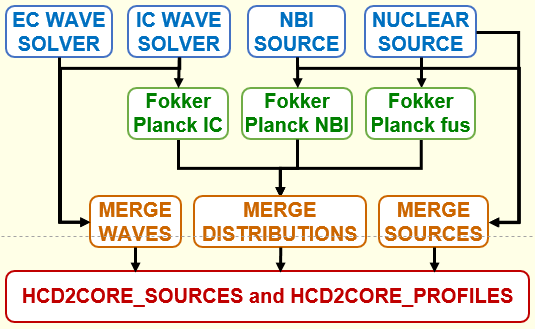 EC WAVE
SOLVER
IC WAVE
SOLVER
NBI
SOURCE
NUCLEAR
SOURCE
Fokker
Planck IC
Fokker
Planck NBI
Fokker
Planck fus
MERGE
WAVES
MERGE
DISTRIBUTIONS
MERGE
SOURCES
HCD2CORE_SOURCES and HCD2CORE_PROFILES